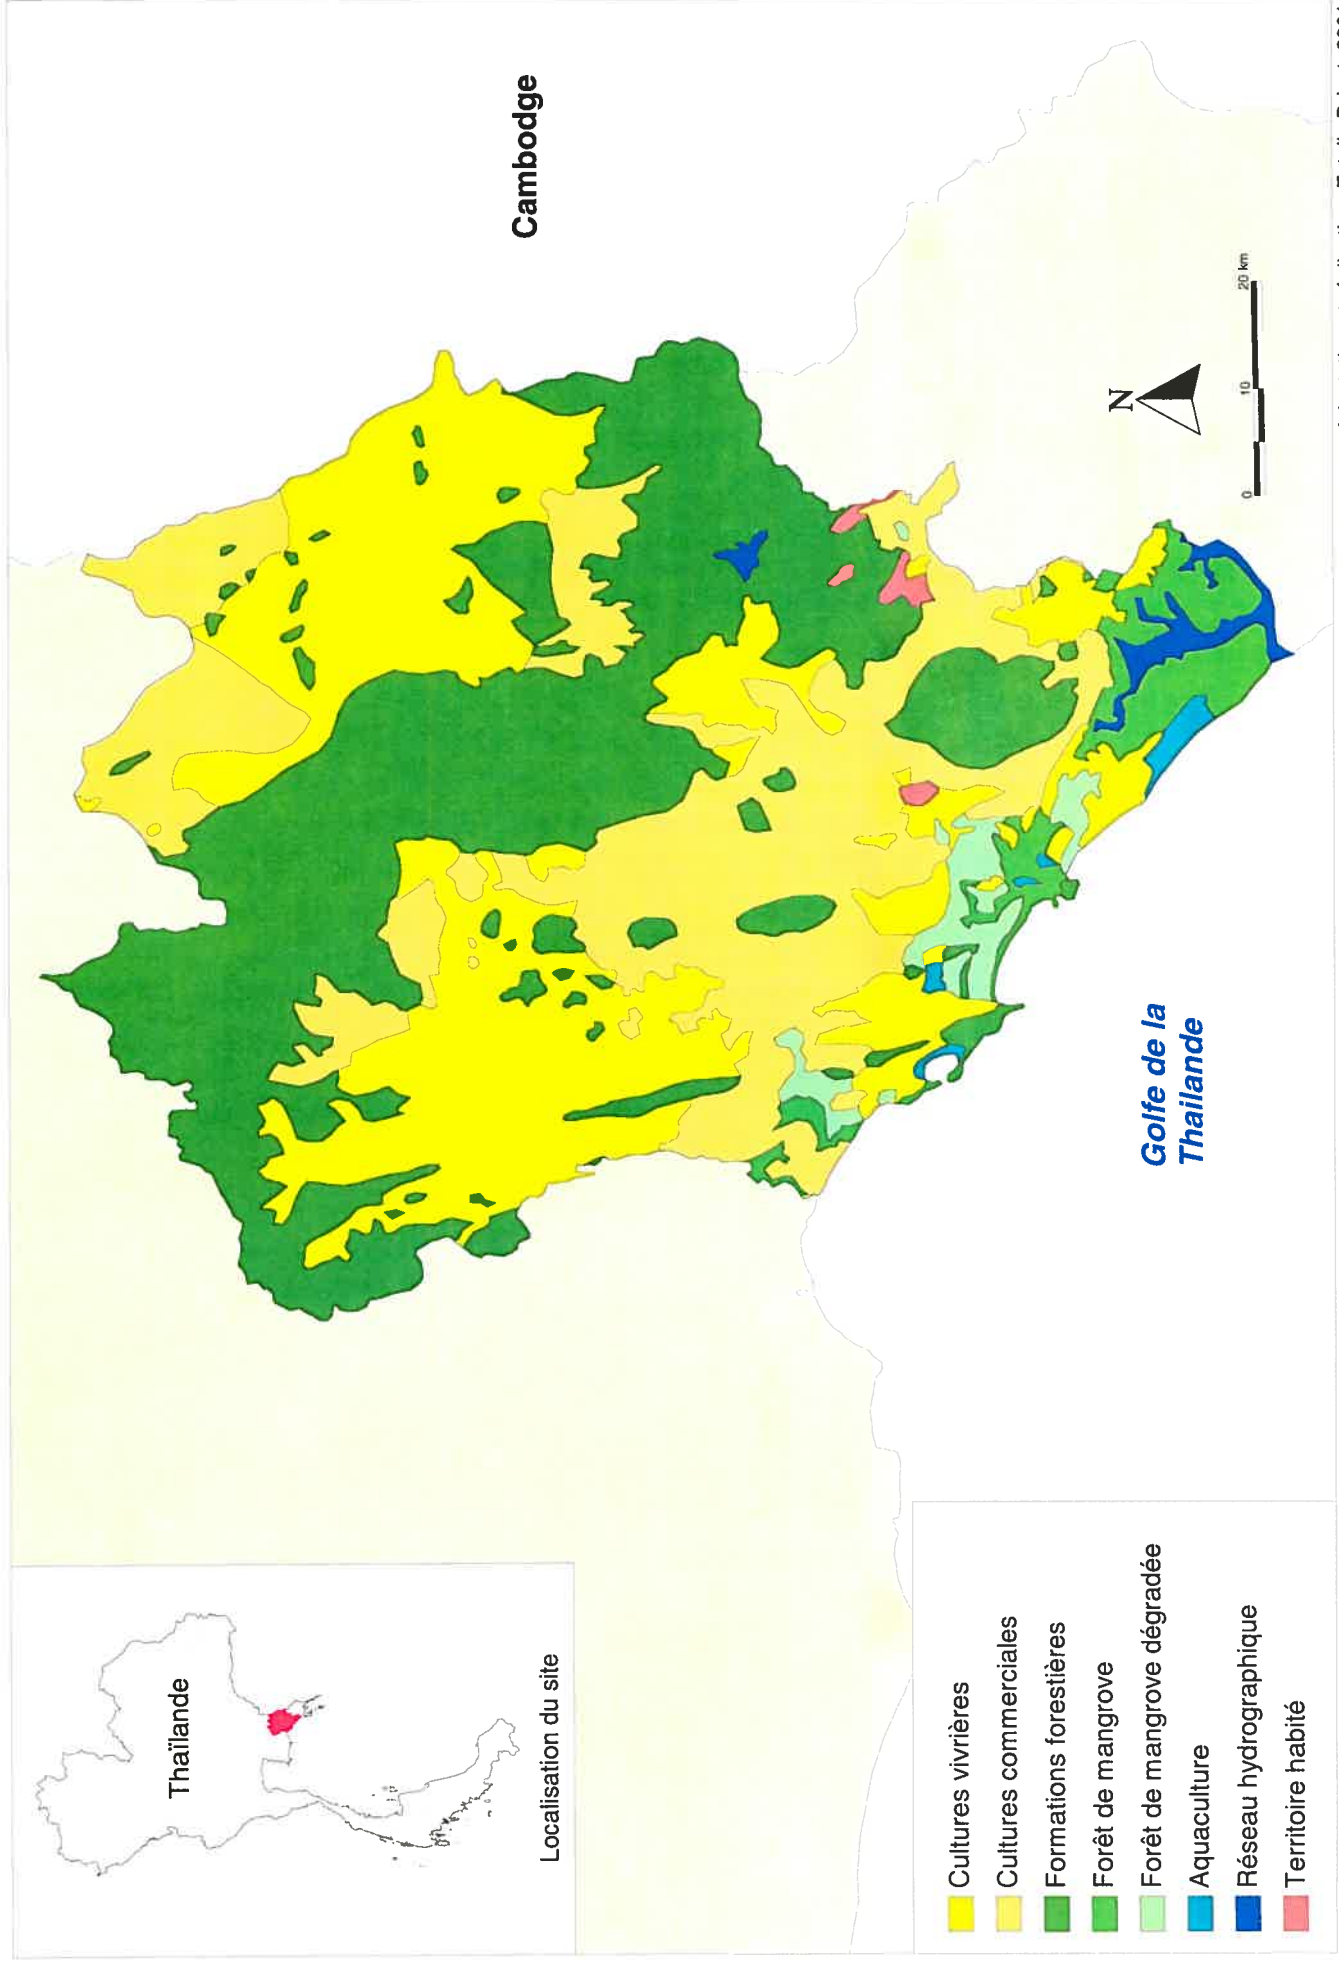 Thaïlande
Localisation du site
Cambodge
Golfe de la
Thaïlande
N
0
10
20 km
Cultures vivrières
Cultures commerciales
Formations forestières
Forêt de mangrove
Forêt de mangrove dégradée
Aquaculture
Réseau hydrographique
Territoire habité